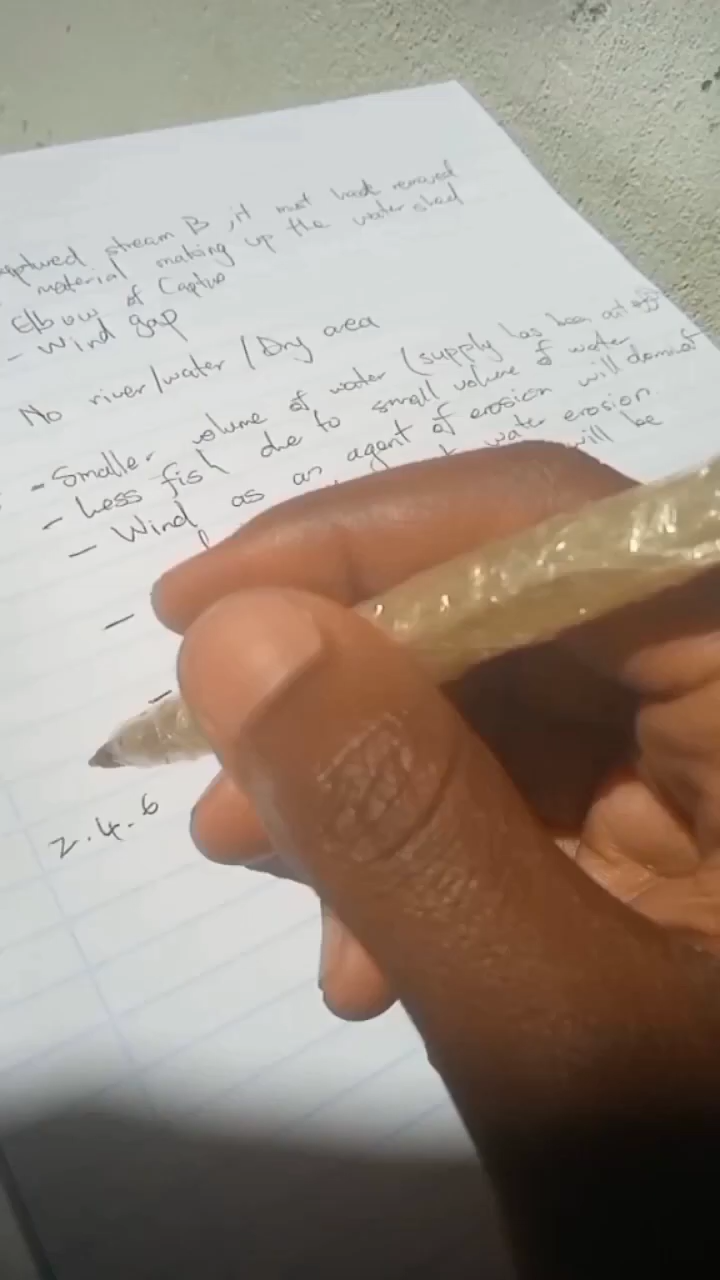 captured stream B, it must have removed
material making up the watershed
Elbow of Capture
- Wind gap
No river/water / Dry area
- Smaller volume of water (supply has been cut off)
- Less fish due to small volume of water
- Wind as an agent of erosion will dominat
water erosion.
will be
-
-
2.4.6